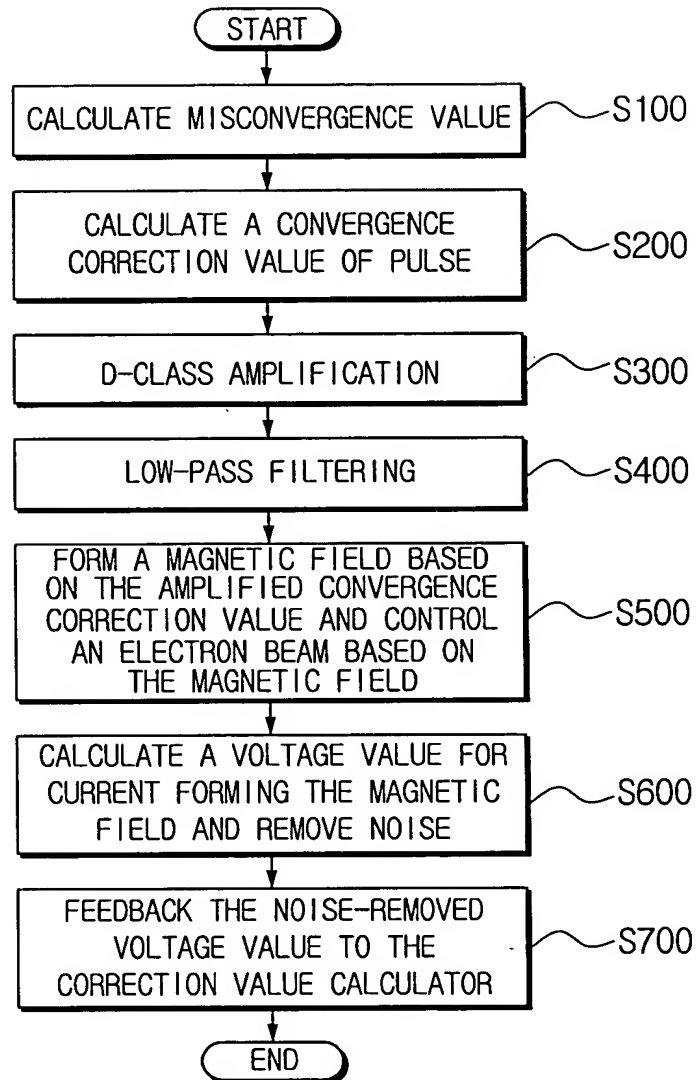 START
CALCULATE MISCONVERGENCE VALUE
S100
CALCULATE A CONVERGENCE
CORRECTION VALUE OF PULSE
S200
D-CLASS AMPLIFICATION
S300
LOW-PASS FILTERING
S400
FORM A MAGNETIC FIELD BASED
ON THE AMPLIFIED CONVERGENCE
CORRECTION VALUE AND CONTROL
AN ELECTRON BEAM BASED ON
THE MAGNETIC FIELD
S500
CALCULATE A VOLTAGE VALUE FOR
CURRENT FORMING THE MAGNETIC
FIELD AND REMOVE NOISE
S600
FEEDBACK THE NOISE-REMOVED
VOLTAGE VALUE TO THE
CORRECTION VALUE CALCULATOR
S700
END